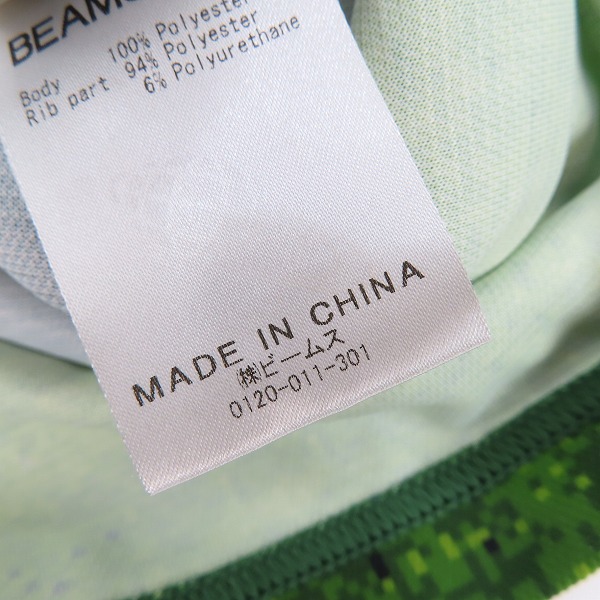 BEAMS
Body 100% Polyester
Rib part 94% Polyester
6% Polyurethane
MADE IN CHINA
㈱ビームス
0120-011-301